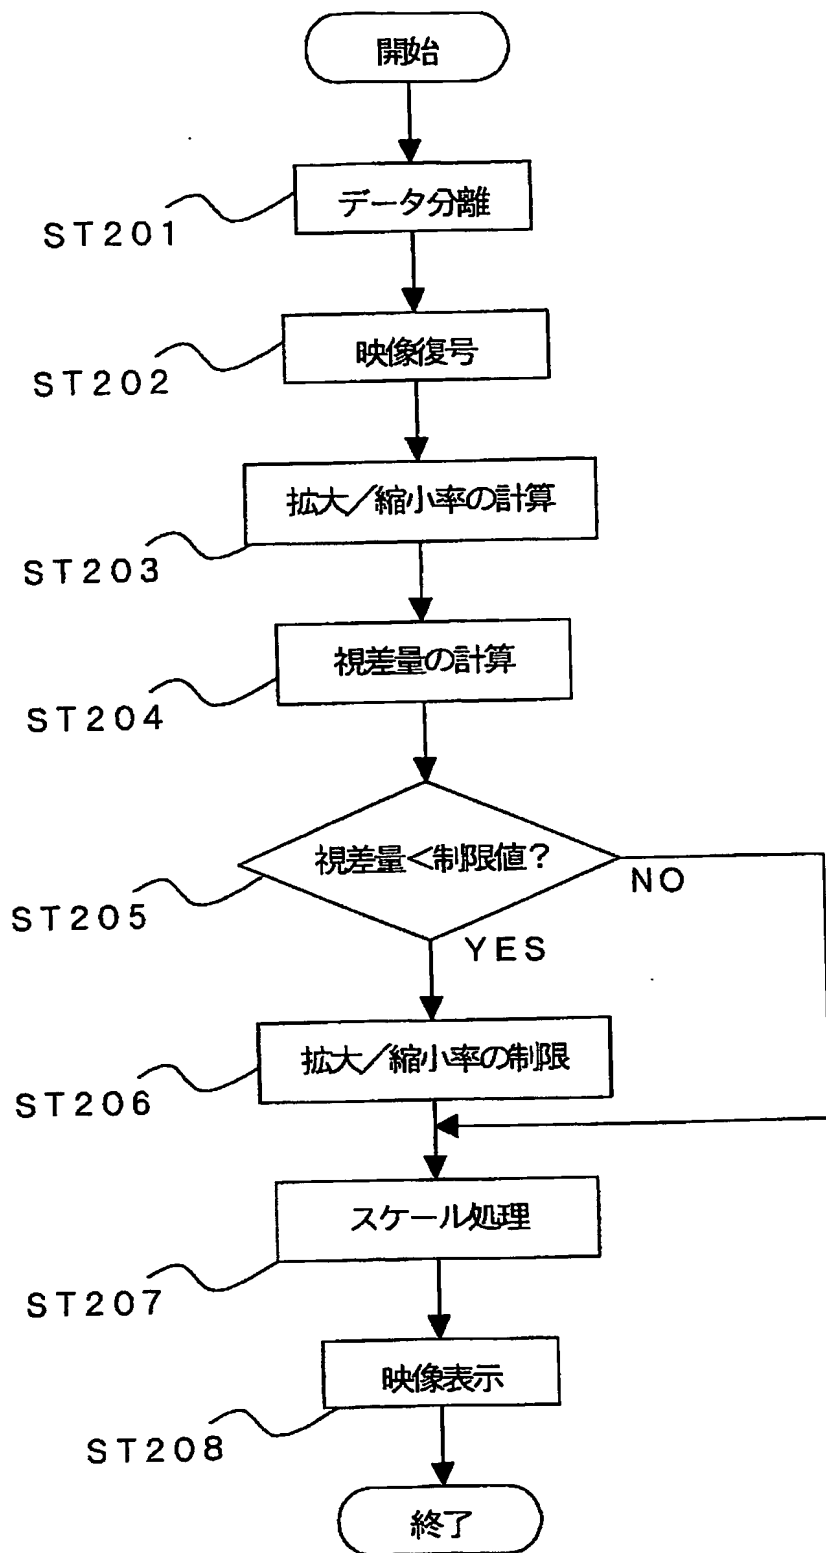 開始
データ分離
ST201
映像復号
ST202
拡大／縮小率の計算
ST203
視差量の計算
ST204
視差量＜制限値？
NO
ST205
YES
拡大／縮小率の制限
ST206
スケール処理
ST207
映像表示
ST208
終了